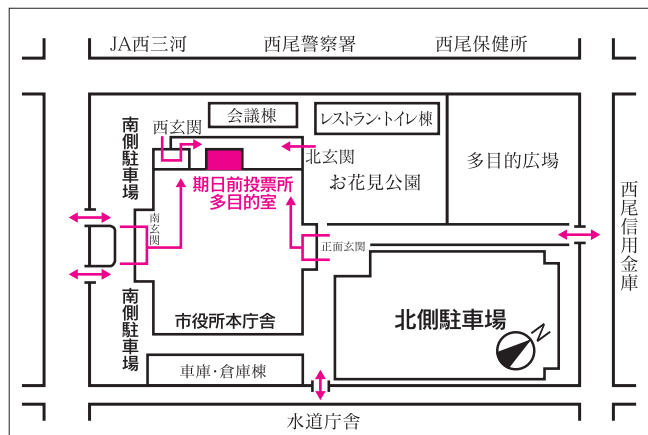 JA西三河
西尾警察署
西尾保健所
会議棟
レストラン・トイレ棟
南側駐車場
西玄関
北玄関
お花見公園
多目的広場
期日前投票所
多目的室
西尾信用金庫
南玄関
正面玄関
市役所本庁舎
北側駐車場
N
南側駐車場
車庫・倉庫棟
水道庁舎